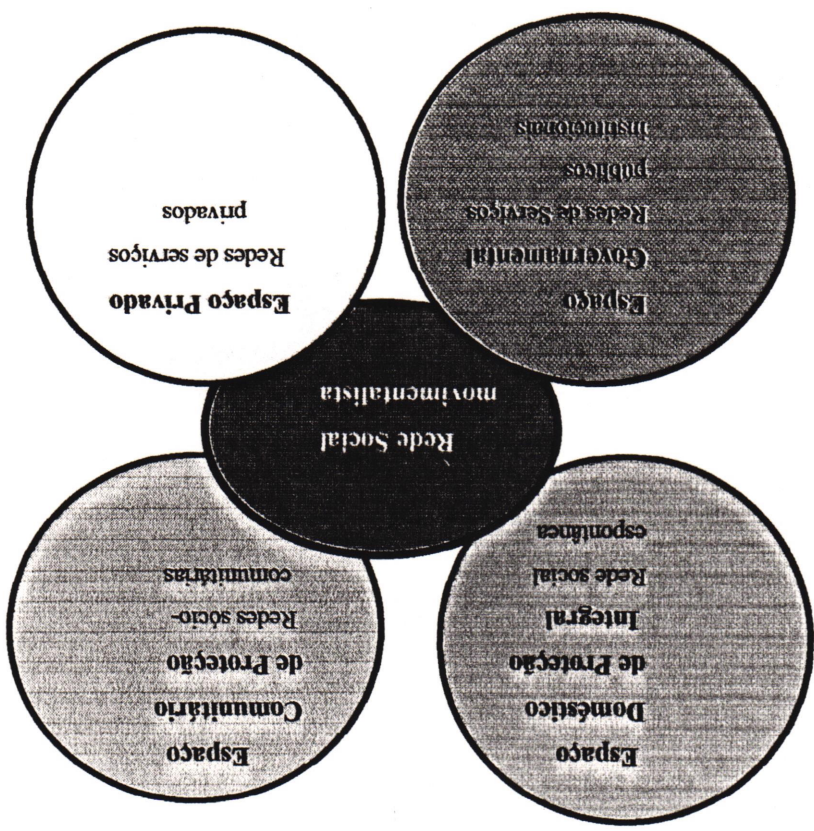 Espaço
Doméstico
de Proteção
Integral
Rede social
espontânea
Espaço
Comunitário
de Proteção
Redes sócio-
comunitárias
Rede Social
movimentalista
Espaço
Governamental
Redes de Serviços
públicos
institucionais
Espaço Privado
Redes de serviços
privados